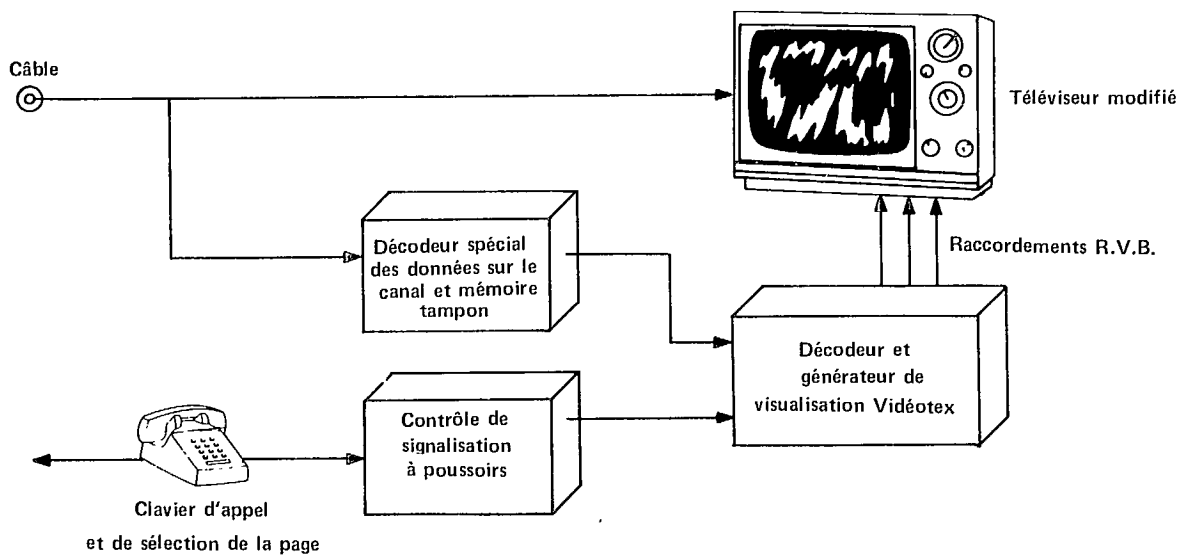 Câble
Téléviseur modifié
Décodeur spécial
des données sur le
canal et mémoire
tampon
Raccordements R.V.B.
Décodeur et
générateur de
visualisation Vidéotex
Contrôle de
signalisation
à poussoirs
Clavier d'appel
et de sélection de la page